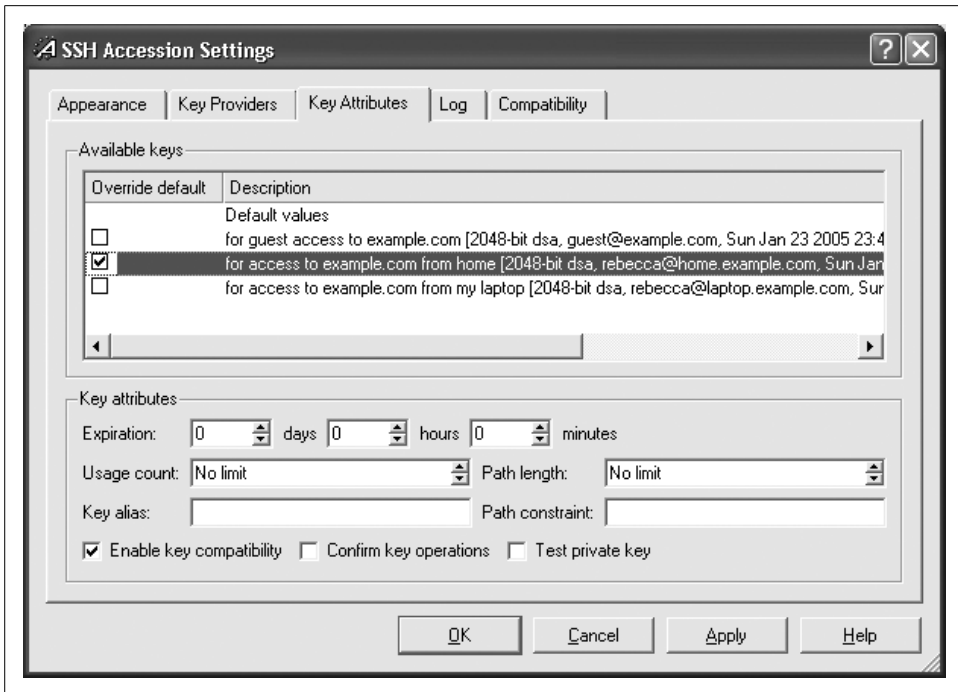 SSH Accession Settings
Appearance Key Providers Key Attributes Log Compatibility
Available keys
Override default Description
Default values
for guest access to example.com [2048-bit dsa, guest@example.com, Sun Jan 23 2005 23:4
for access to example.com from home [2048-bit dsa, rebecca@home.example.com, Sun Jan
for access to example.com from my laptop [2048-bit dsa, rebecca@laptop.example.com, Sun
Key attributes
Expiration: 0 days 0 hours 0 minutes
Usage count: No limit Path length: No limit
Key alias: Path constraint:
Enable key compatibility Confirm key operations Test private key
OK Cancel Apply Help